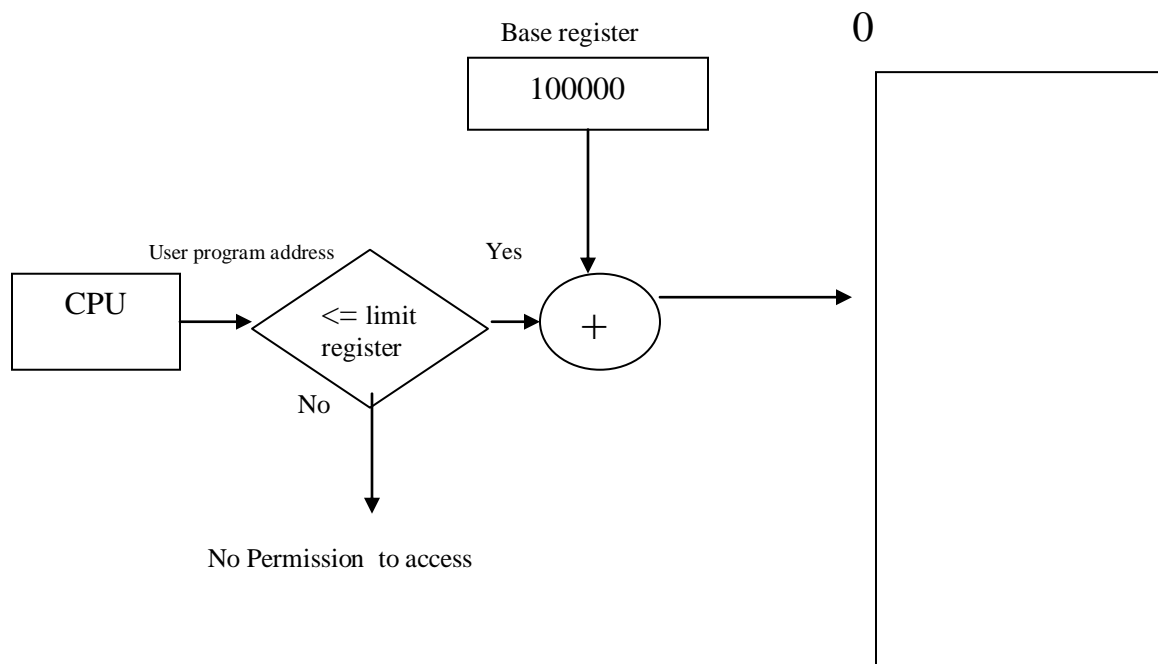 Base register
0
100000
User program address
Yes
CPU
<= limit
register
+
No
No Permission to access